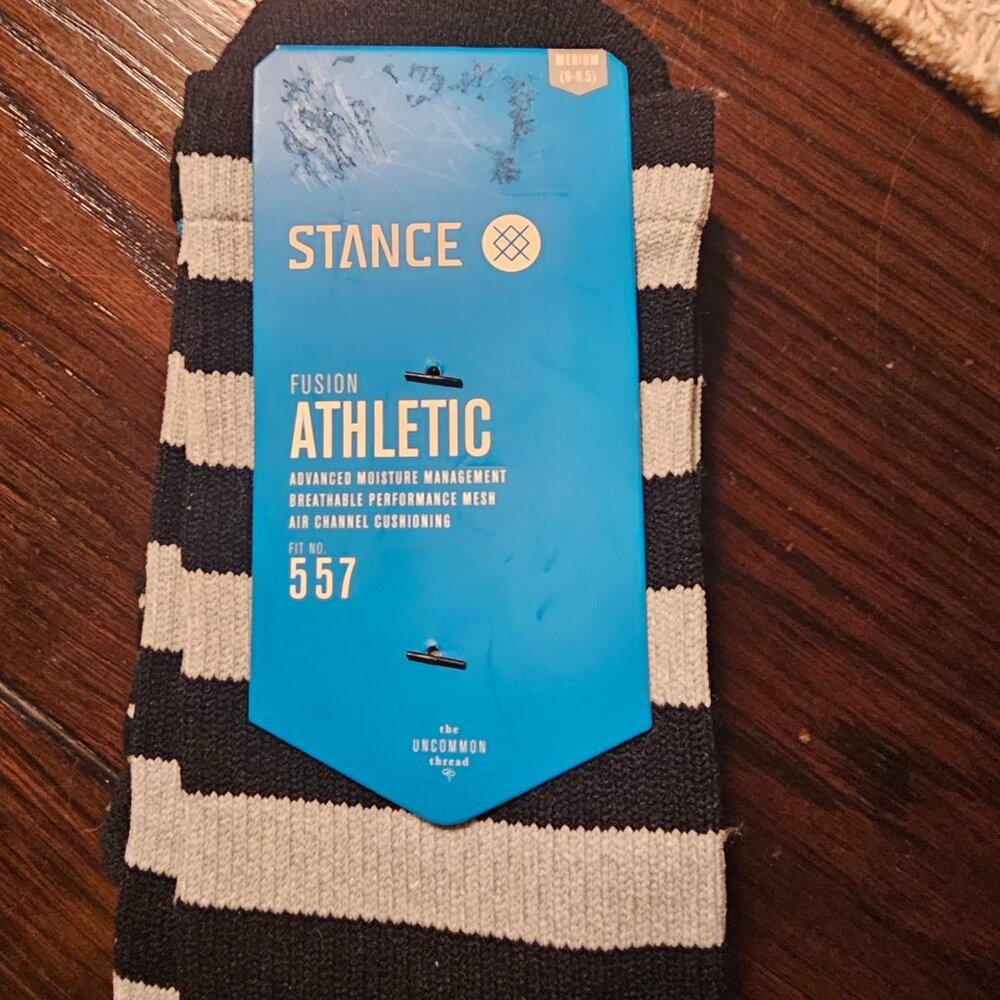 MEDIUM
(6-8.5)
STANCE
FUSION
ATHLETIC
ADVANCED MOISTURE MANAGEMENT
BREATHABLE PERFORMANCE MESH
AIR CHANNEL CUSHIONING
FIT NO.
557
the
UNCOMMON
thread